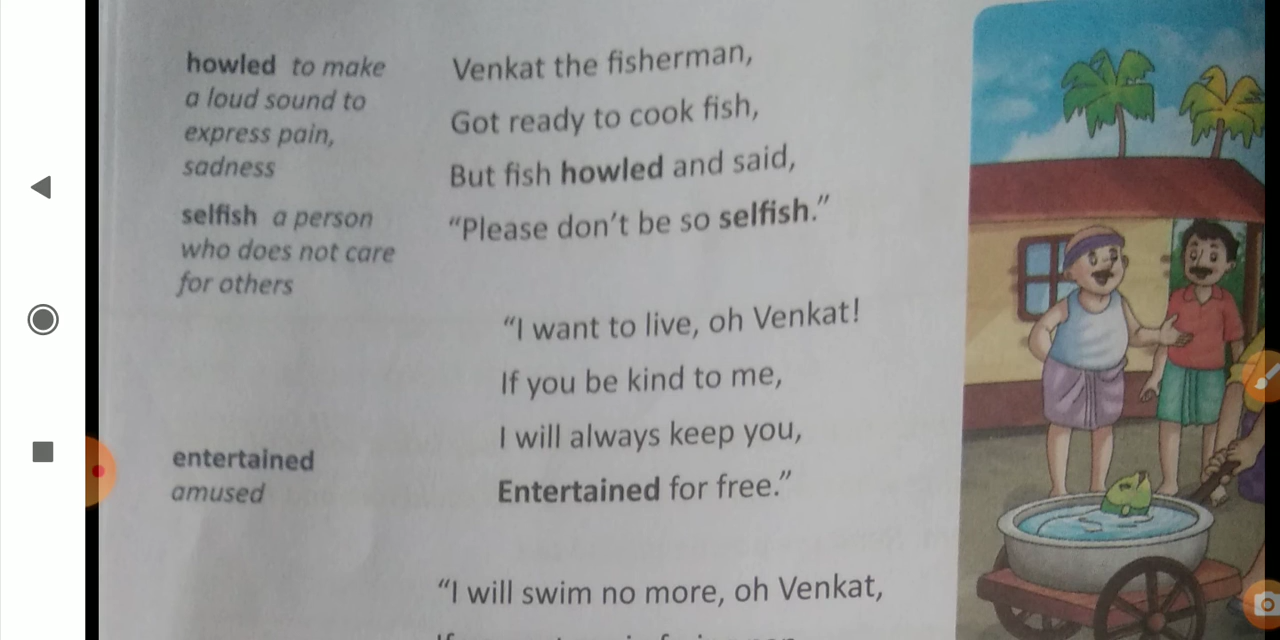 howled to make
a loud sound to
express pain,
sadness
selfish a person
who does not care
for others
entertained
amused
Venkat the fisherman,
Got ready to cook fish,
But fish howled and said,
“Please don’t be so selfish.”
“I want to live, oh Venkat!
If you be kind to me,
I will always keep you,
Entertained for free.”
“I will swim no more, oh Venkat,